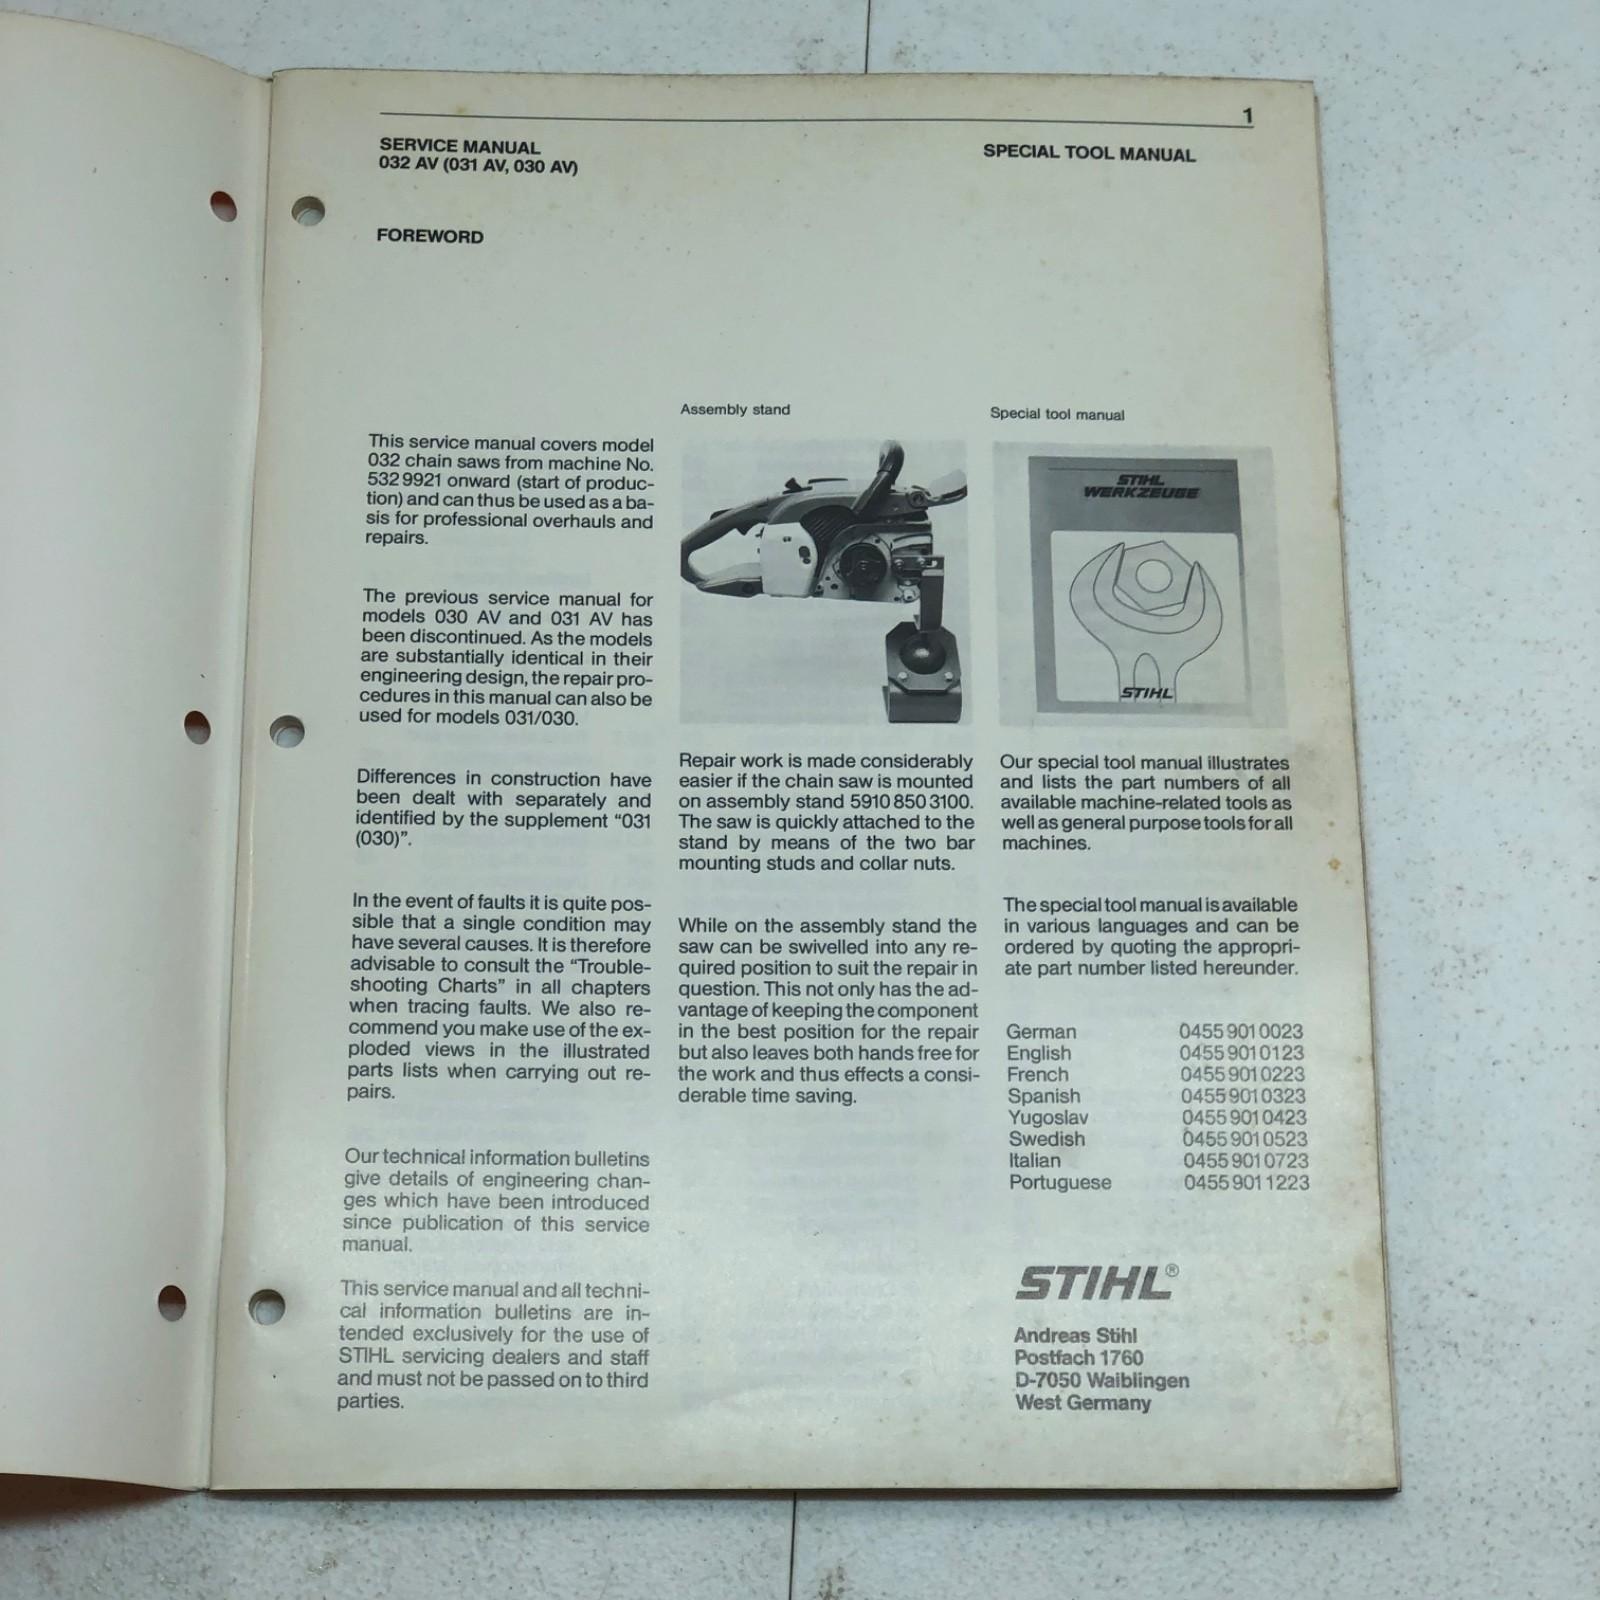 1
SERVICE MANUAL
032 AV (031 AV, 030 AV)
SPECIAL TOOL MANUAL
FOREWORD
This service manual covers model
032 chain saws from machine No.
532 9921 onward (start of produc-
tion) and can thus be used as a ba-
sis for professional overhauls and
repairs.
The previous service manual for
models 030 AV and 031 AV has
been discontinued. As the models
are substantially identical in their
engineering design, the repair pro-
cedures in this manual can also be
used for models 031/030.
Differences in construction have
been dealt with separately and
identified by the supplement “031
(030)”.
In the event of faults it is quite pos-
sible that a single condition may
have several causes. It is therefore
advisable to consult the “Trouble-
shooting Charts” in all chapters
when tracing faults. We also re-
commend you make use of the ex-
ploded views in the illustrated
parts lists when carrying out re-
pairs.
Our technical information bulletins
give details of engineering chan-
ges which have been introduced
since publication of this service
manual.
This service manual and all techni-
cal information bulletins are in-
tended exclusively for the use of
STIHL servicing dealers and staff
and must not be passed on to third
parties.
Assembly stand
Repair work is made considerably
easier if the chain saw is mounted
on assembly stand 5910 850 3100.
The saw is quickly attached to the
stand by means of the two bar
mounting studs and collar nuts.
While on the assembly stand the
saw can be swivelled into any re-
quired position to suit the repair in
question. This not only has the ad-
vantage of keeping the component
in the best position for the repair
but also leaves both hands free for
the work and thus effects a consi-
derable time saving.
Special tool manual
STIHL
WERKZEUGE
STIHL
Our special tool manual illustrates
and lists the part numbers of all
available machine-related tools as
well as general purpose tools for all
machines.
The special tool manual is available
in various languages and can be
ordered by quoting the appropri-
ate part number listed hereunder.
German 0455 901 0023
English 0455 901 0123
French 0455 901 0223
Spanish 0455 901 0323
Yugoslav 0455 901 0423
Swedish 0455 901 0523
Italian 0455 901 0723
Portuguese 0455 901 1223
STIHL®
Andreas Stihl
Postfach 1760
D-7050 Waiblingen
West Germany